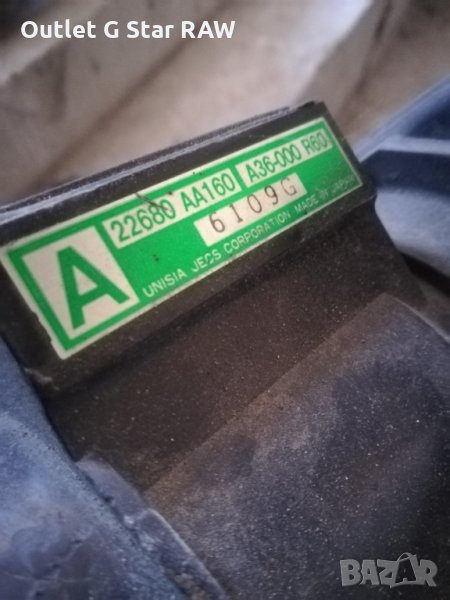 Outlet G Star RAW
A
22680 AA160 A36-000 R60
6109G
UNISIA JECS CORPORATION MADE IN JAPAN
BAZAR